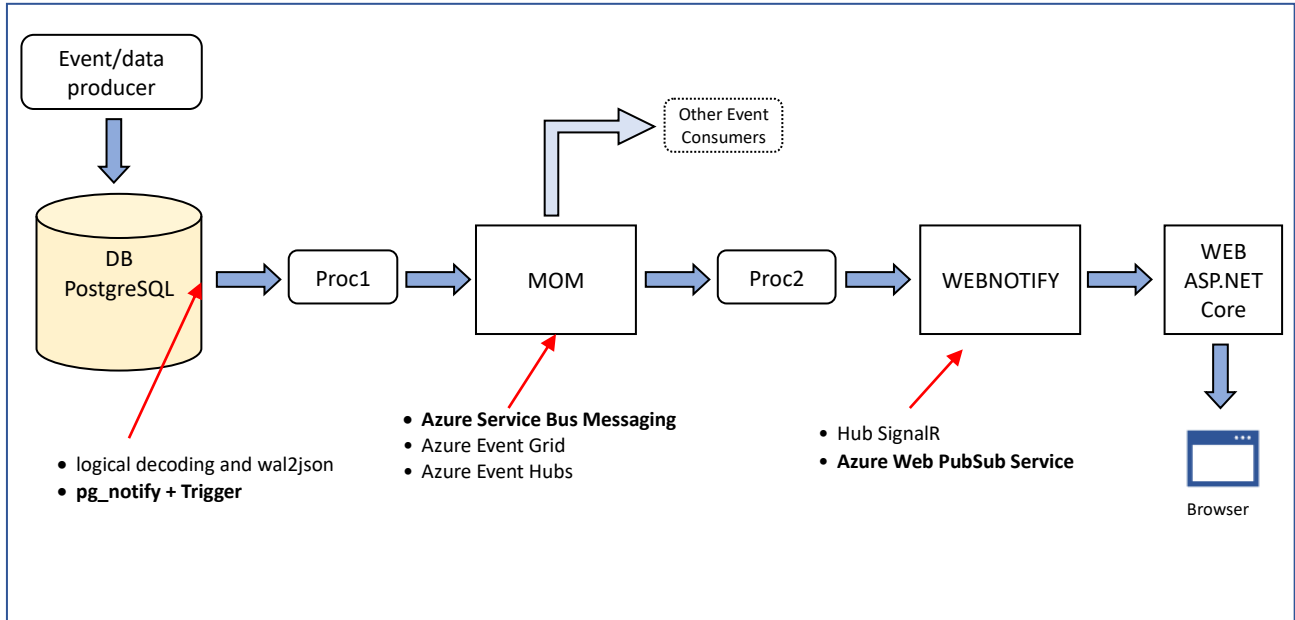 Event/data
producer
Other Event
Consumers
DB
PostgreSQL
Proc1
MOM
Proc2
WEBNOTIFY
WEB
ASP.NET
Core
• logical decoding and wal2json
• pg_notify + Trigger
• Azure Service Bus Messaging
• Azure Event Grid
• Azure Event Hubs
• Hub SignalR
• Azure Web PubSub Service
Browser